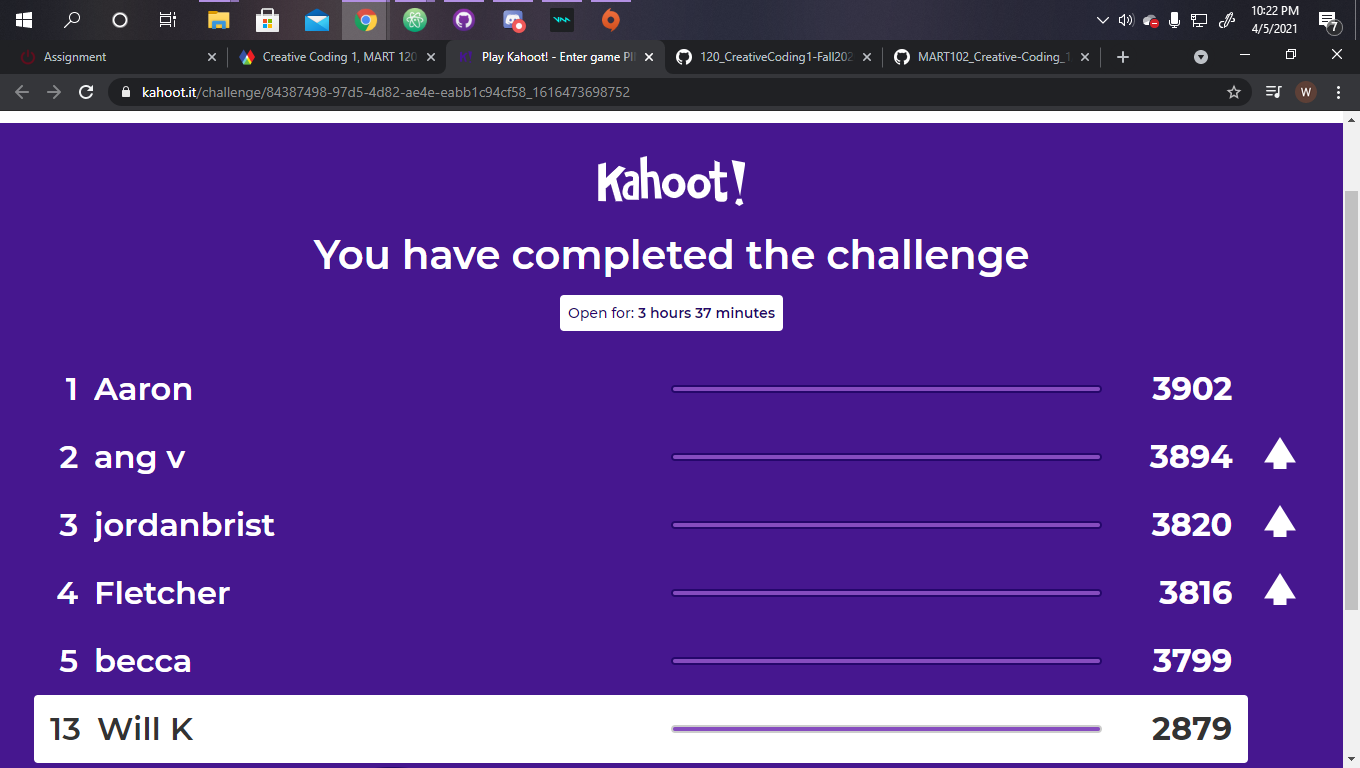 10:22 PM
4/5/2021
7
Assignment
Creative Coding 1, MART 120
Play Kahoot! - Enter game PI
120_CreativeCoding1-Fall202
MART102_Creative-Coding_1
kahoot.it/challenge/84387498-97d5-4d82-ae4e-eabb1c94cf58_1616473698752
W
Kahoot!
You have completed the challenge
Open for: 3 hours 37 minutes
1 Aaron 3902
2 ang v 3894
3 jordanbrist 3820
4 Fletcher 3816
5 becca 3799
13 Will K 2879